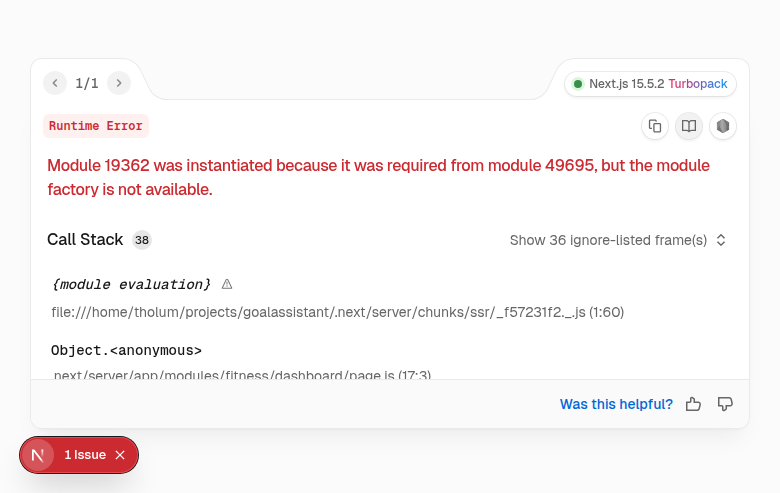 1/1
Next.js 15.5.2 Turbopack
Runtime Error
Module 19362 was instantiated because it was required from module 49695, but the module
factory is not available.
Call Stack 38
Show 36 ignore-listed frame(s)
{module evaluation}
file:///home/tholum/projects/goalassistant/.next/server/chunks/ssr/_f57231f2._.js (1:60)
Object.<anonymous>
.next/server/app/modules/fitness/dashboard/page.js (17:3)
Was this helpful?
N 1 Issue